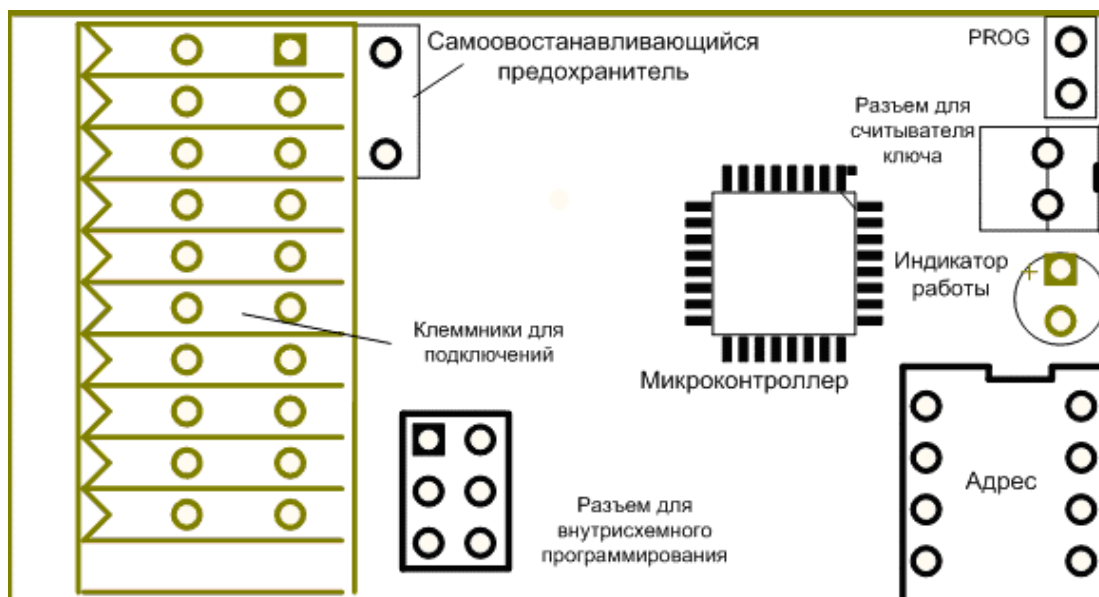 Самоовостанавливающийся
предохранитель
PROG
Разъем для
считывателя
ключа
Индикатор
работы
+
Клеммники для
подключений
Микроконтроллер
Адрес
Разъем для
внутрисхемного
программирования